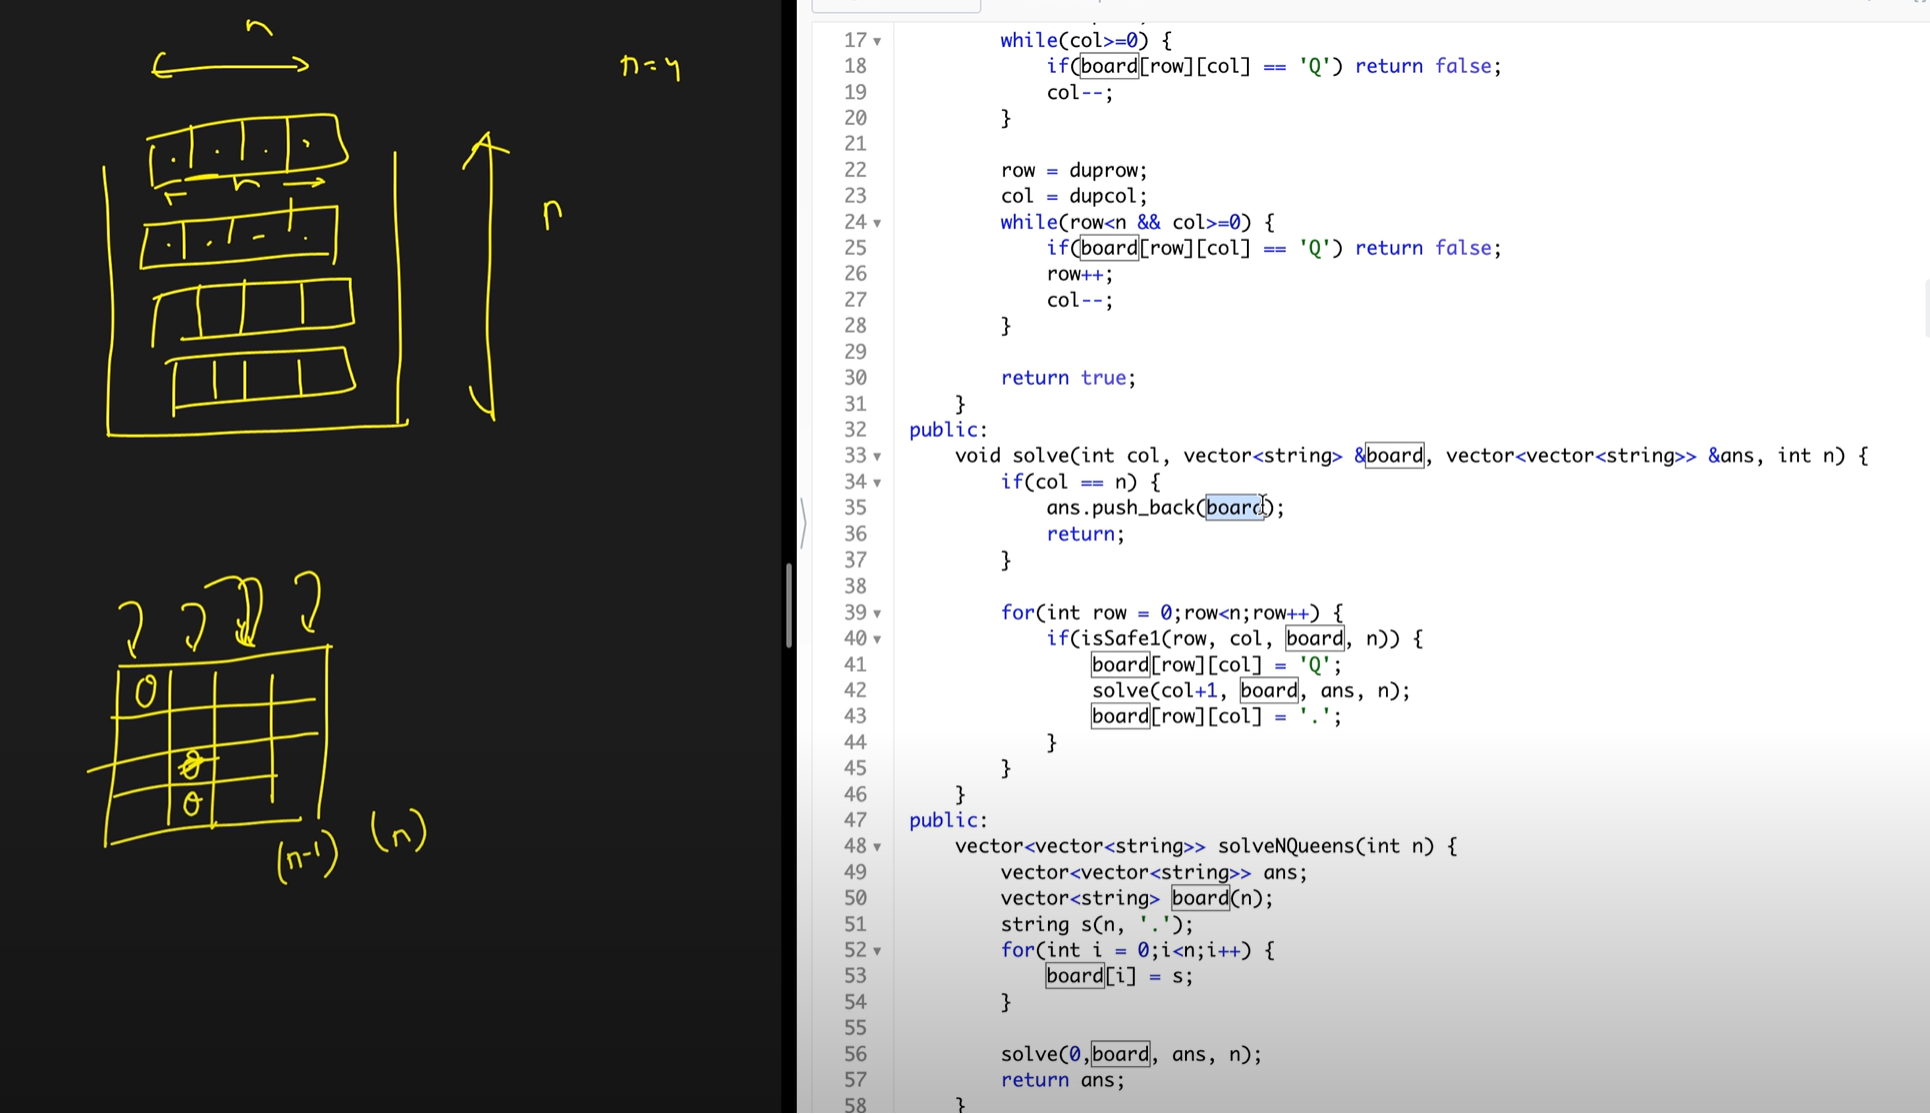 n
n=4
n
n
(n-1) (n)
17 while(col>=0) {
18 if(board[row][col] == 'Q') return false;
19 col--;
20 }
21
22 row = duprow;
23 col = dupcol;
24 while(row<n && col>=0) {
25 if(board[row][col] == 'Q') return false;
26 row++;
27 col--;
28 }
29
30 return true;
31 }
32 public:
33 void solve(int col, vector<string> &board, vector<vector<string>> &ans, int n) {
34 if(col == n) {
35 ans.push_back(board);
36 return;
37 }
38
39 for(int row = 0;row<n;row++) {
40 if(isSafe1(row, col, board, n)) {
41 board[row][col] = 'Q';
42 solve(col+1, board, ans, n);
43 board[row][col] = '.';
44 }
45 }
46 }
47 public:
48 vector<vector<string>> solveNQueens(int n) {
49 vector<vector<string>> ans;
50 vector<string> board(n);
51 string s(n, '.');
52 for(int i = 0;i<n;i++) {
53 board[i] = s;
54 }
55
56 solve(0,board, ans, n);
57 return ans;
58 }